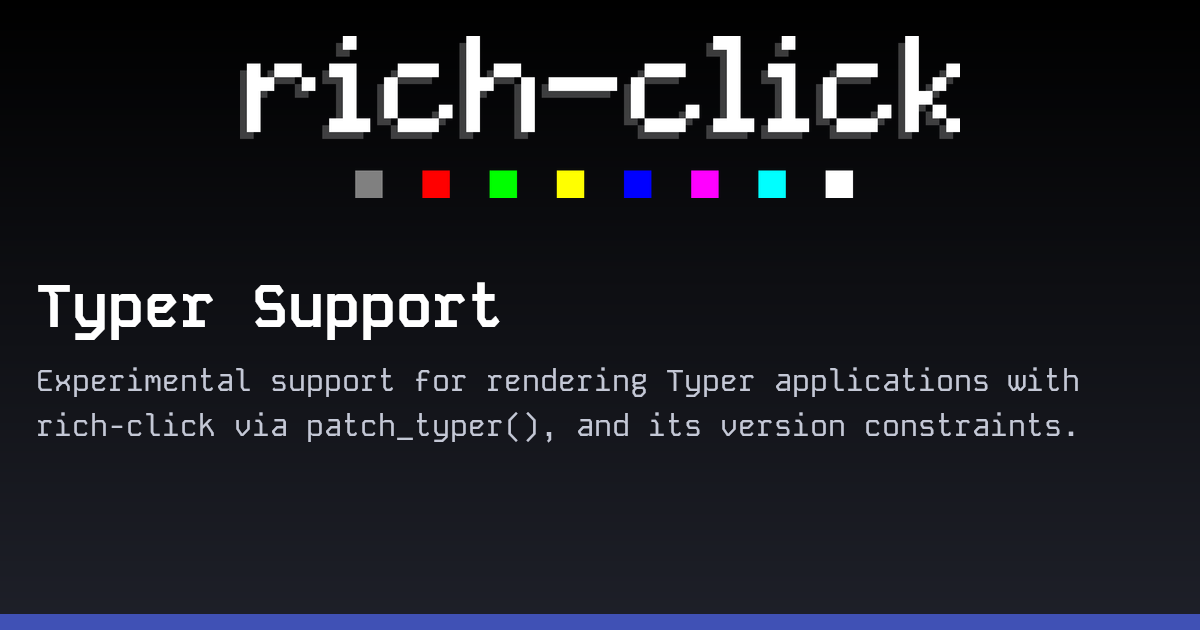 rich-click
Typer Support
Experimental support for rendering Typer applications with
rich-click via patch_typer(), and its version constraints.